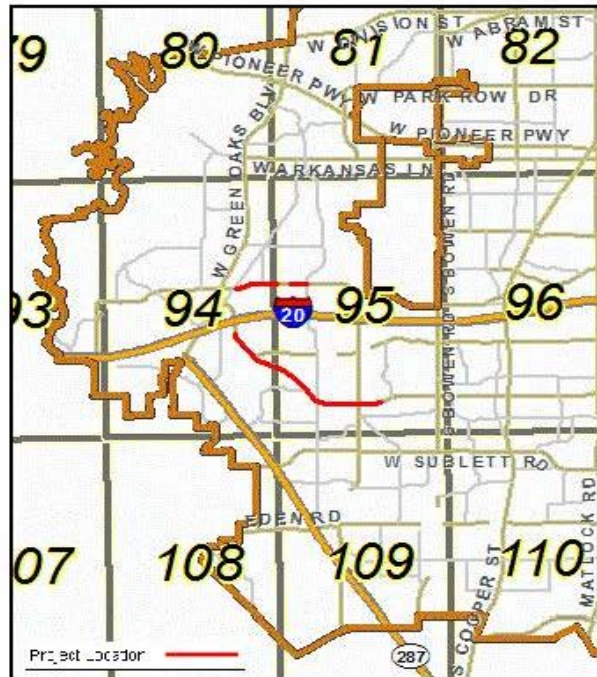 79
80
81
82
W DIVISION ST
W ABRAM ST
W PIONEER PWY
W PARK ROW DR
W PIONEER PWY
W GREEN OAKS BLV
W ARKANSAS LN
S BOWEN RD
93
94
95
96
20
S BOWEN RD
W SUBLETT RD
EDEN RD
MATLOCK RD
07
108
109
110
S COOPER ST
287
Project Location